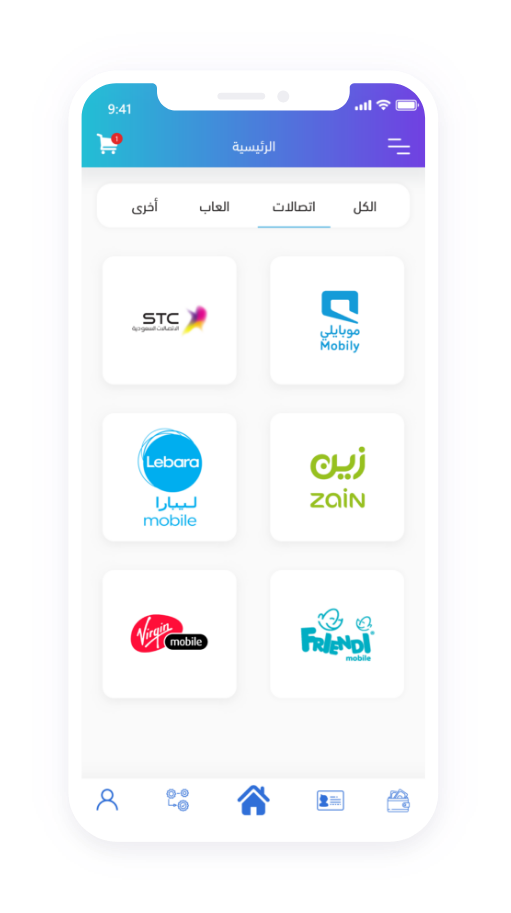 9:41
1
الرئيسية
الكل
اتصالات
العاب
أخرى
موبايلي
Mobily
STC
الاتصالات السعودية
زين
ZAIN
Lebara
ليبارا
mobile
FRiENDi
mobile
Virgin
mobile